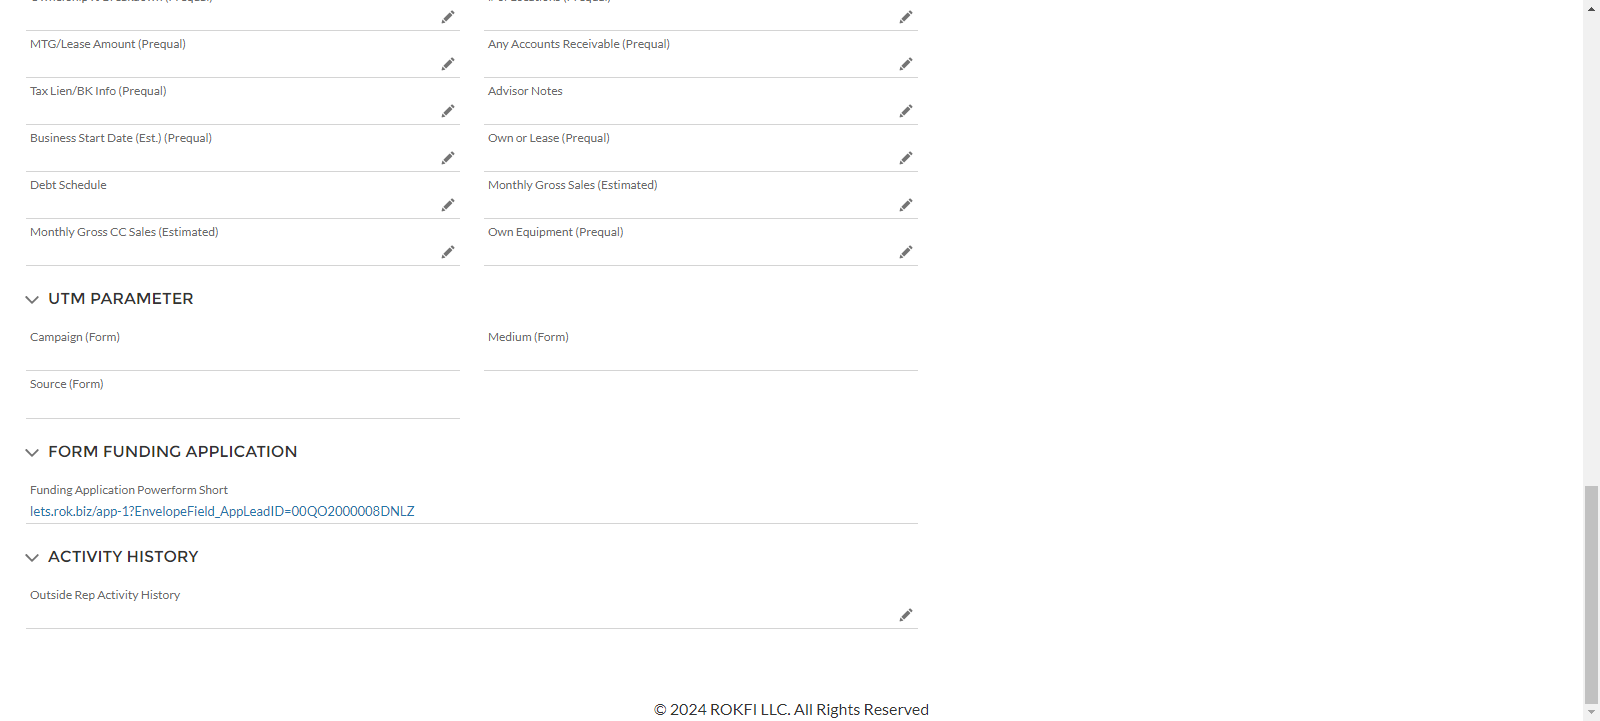 MTG/Lease Amount (Prequal)
Any Accounts Receivable (Prequal)
Tax Lien/BK Info (Prequal)
Advisor Notes
Business Start Date (Est.) (Prequal)
Own or Lease (Prequal)
Debt Schedule
Monthly Gross Sales (Estimated)
Monthly Gross CC Sales (Estimated)
Own Equipment (Prequal)
UTM PARAMETER
Campaign (Form)
Medium (Form)
Source (Form)
FORM FUNDING APPLICATION
Funding Application Powerform Short
lets.rok.biz/app-1?EnvelopeField_AppLeadID=00QO2000008DNLZ
ACTIVITY HISTORY
Outside Rep Activity History
© 2024 ROKFI LLC. All Rights Reserved